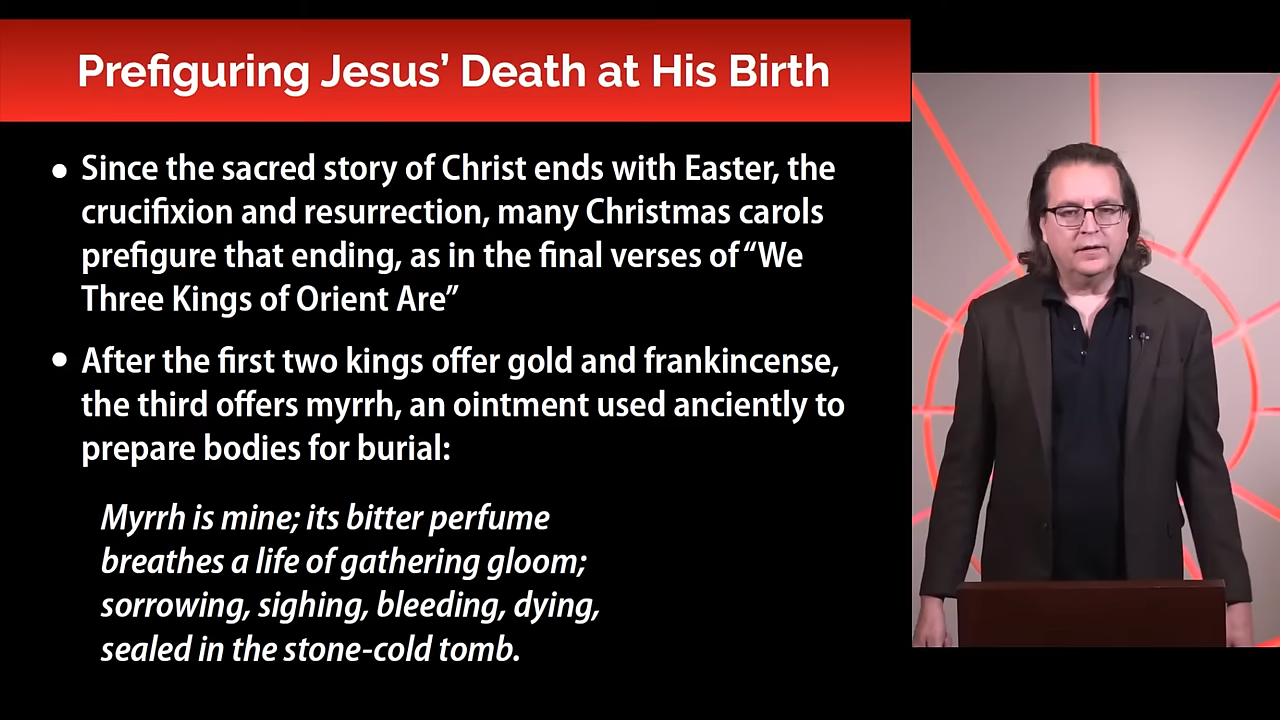 Prefiguring Jesus’ Death at His Birth
• Since the sacred story of Christ ends with Easter, the
crucifixion and resurrection, many Christmas carols
prefigure that ending, as in the final verses of “We
Three Kings of Orient Are”
• After the first two kings offer gold and frankincense,
the third offers myrrh, an ointment used anciently to
prepare bodies for burial:
Myrrh is mine; its bitter perfume
breathes a life of gathering gloom;
sorrowing, sighing, bleeding, dying,
sealed in the stone-cold tomb.